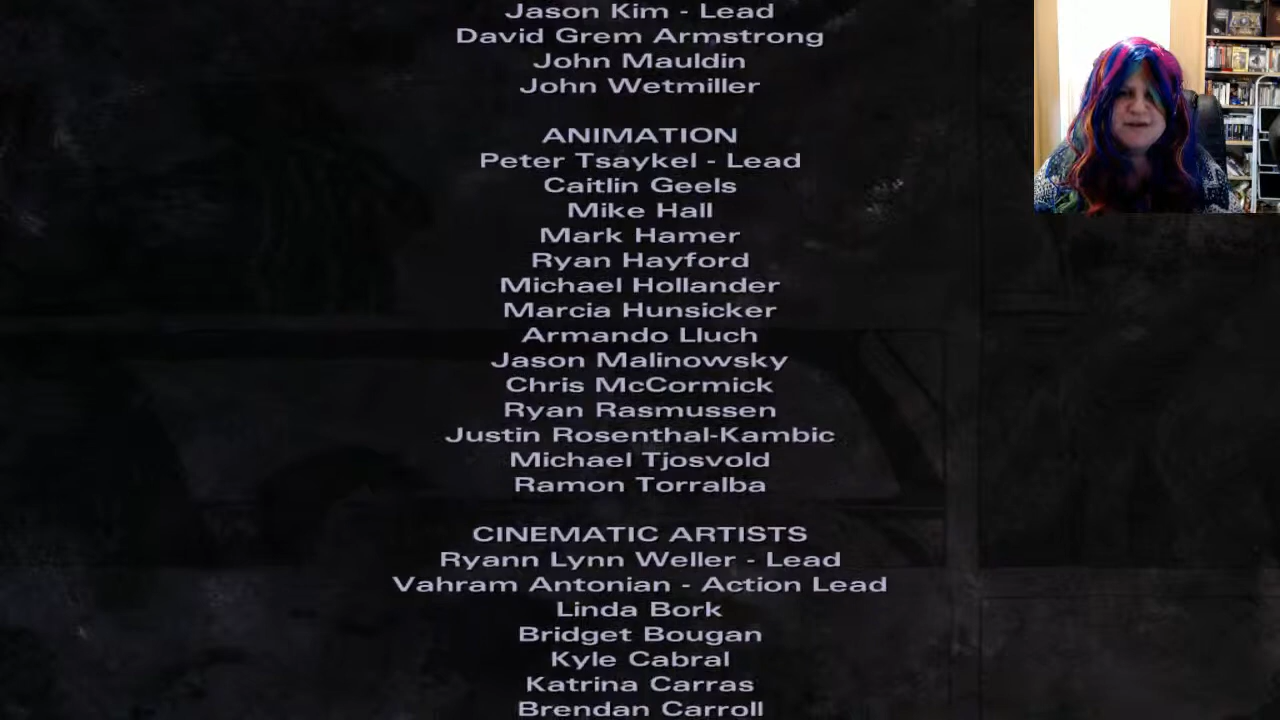 Jason Kim - Lead
David Grem Armstrong
John Mauldin
John Wetmiller
ANIMATION
Peter Tsaykel - Lead
Caitlin Geels
Mike Hall
Mark Hamer
Ryan Hayford
Michael Hollander
Marcia Hunsicker
Armando Lluch
Jason Malinowsky
Chris McCormick
Ryan Rasmussen
Justin Rosenthal-Kambic
Michael Tjosvold
Ramon Torralba
CINEMATIC ARTISTS
Ryann Lynn Weller - Lead
Vahram Antonian - Action Lead
Linda Bork
Bridget Bougan
Kyle Cabral
Katrina Carras
Brendan Carroll